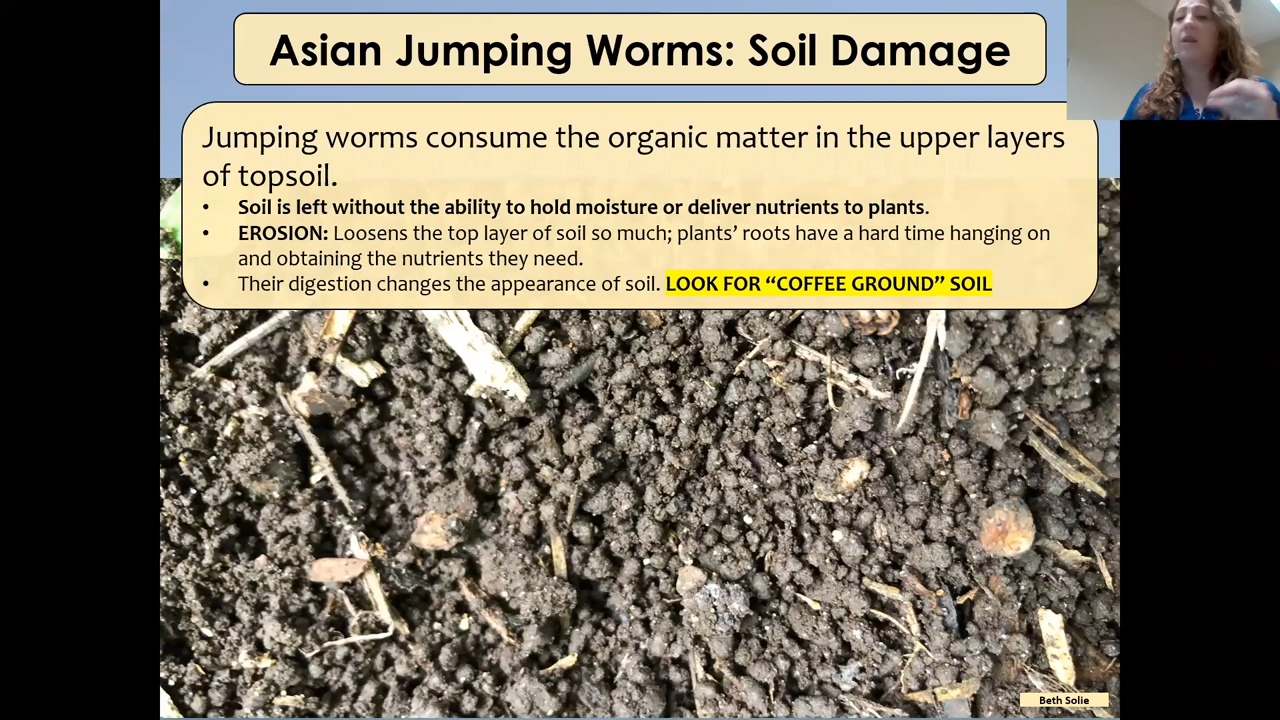 Asian Jumping Worms: Soil Damage
Jumping worms consume the organic matter in the upper layers
of topsoil.
• Soil is left without the ability to hold moisture or deliver nutrients to plants.
• EROSION: Loosens the top layer of soil so much; plants’ roots have a hard time hanging on
and obtaining the nutrients they need.
• Their digestion changes the appearance of soil. LOOK FOR “COFFEE GROUND” SOIL
Beth Solie